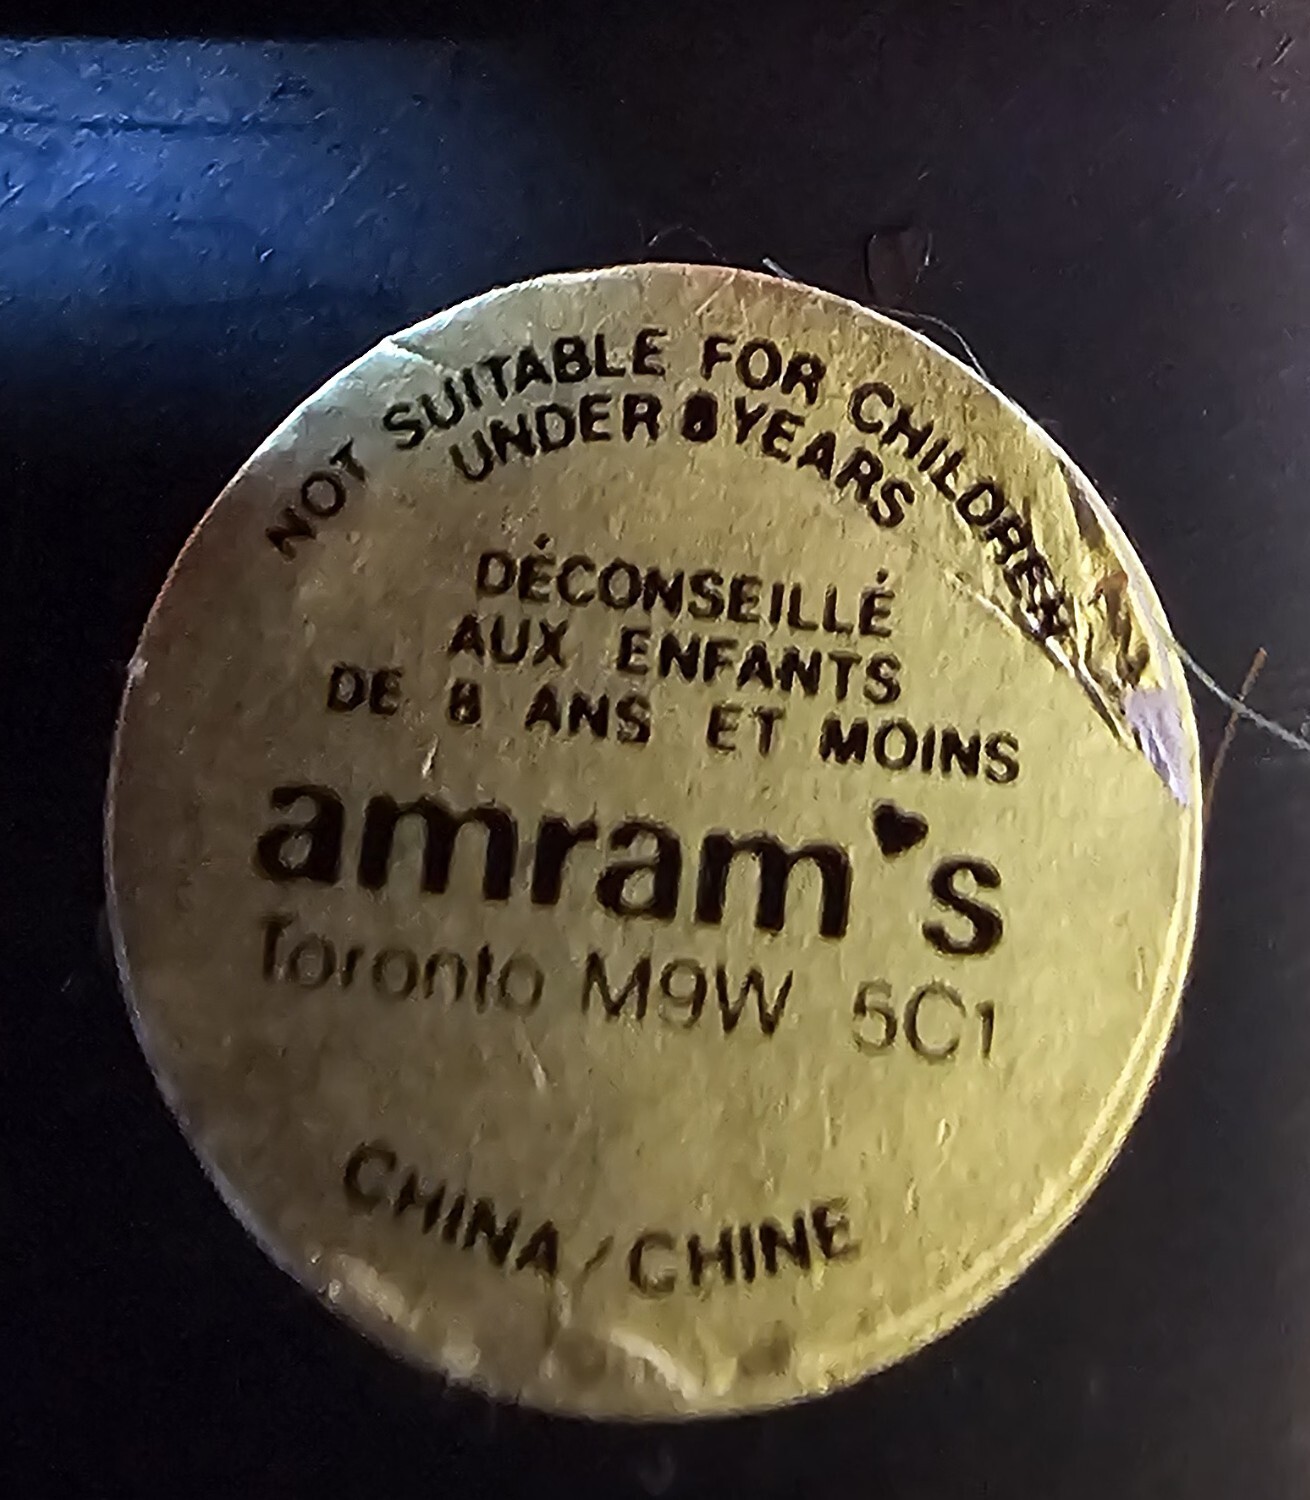 NOT SUITABLE FOR CHILDREN
UNDER 8 YEARS
DÉCONSEILLÉ
AUX ENFANTS
DE 8 ANS ET MOINS
amram's
Toronto M9W 5C1
CHINA / CHINE